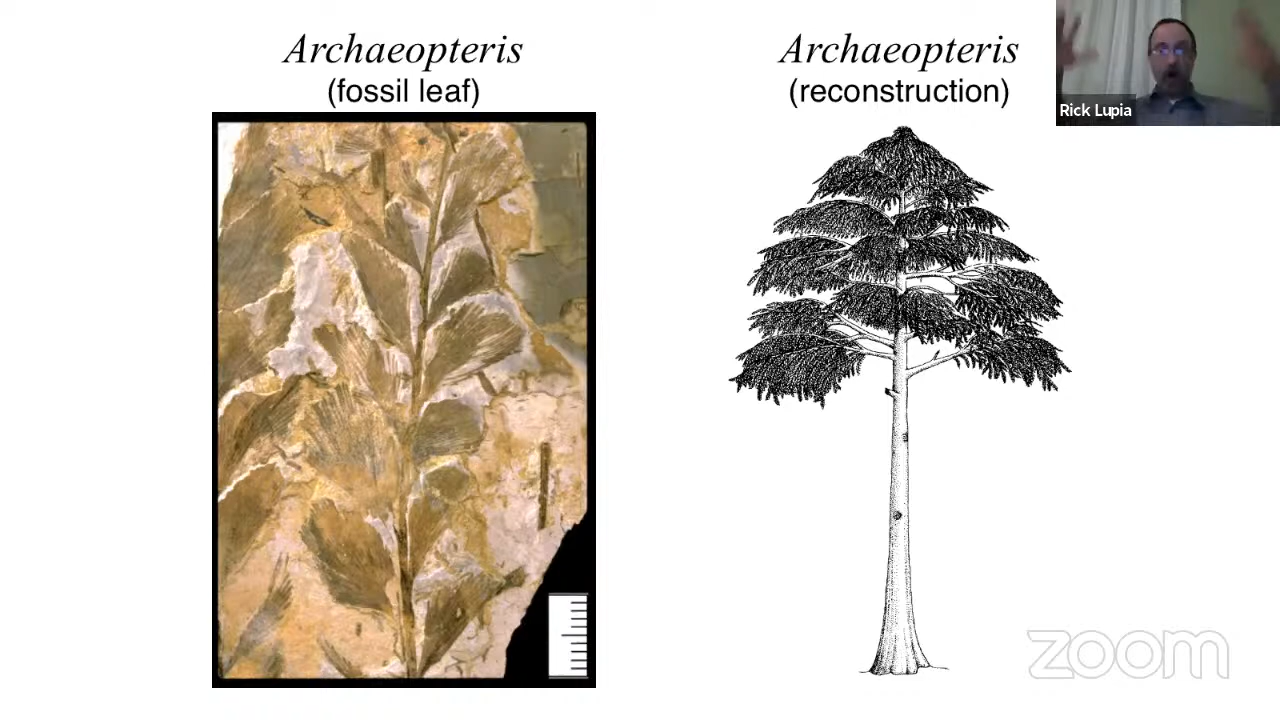 Archaeopteris
(fossil leaf)
Archaeopteris
(reconstruction)
Rick Lupia
zoom